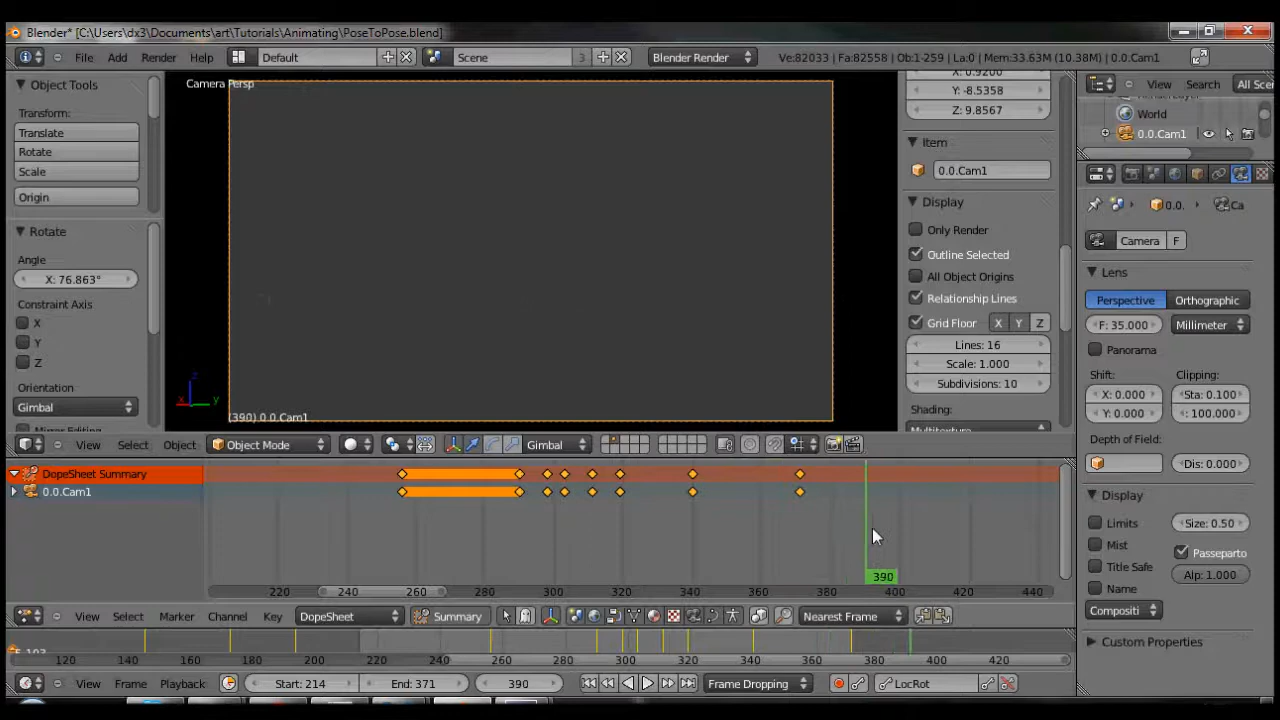 Blender* [C:\Users\dx3\Documents\art\Tutorials\Animating\PoseToPose.blend]
File Add Render Help Default Scene 3 Blender Render Ve:82033 | Fa:82558 | Ob:1-259 | La:0 | Mem:33.63M (10.38M) | 0.0.Cam1
Object Tools
Transform:
Translate
Rotate
Scale
Origin
Rotate
Angle
X: 76.863°
Constraint Axis
X
Y
Z
Orientation
Gimbal
Camera Persp
(390) 0.0.Cam1
X: 0.9200
Y: -8.5358
Z: 9.8567
Item
0.0.Cam1
Display
Only Render
Outline Selected
All Object Origins
Relationship Lines
Grid Floor X Y Z
Lines: 16
Scale: 1.000
Subdivisions: 10
Shading:
Multitexture
View Search All Sce
World
0.0.Cam1
0.0. Ca
Camera F
Lens
Perspective Orthographic
F: 35.000 Millimeter
Panorama
Shift: Clipping:
X: 0.000 Sta: 0.100
Y: 0.000 : 100.000
Depth of Field:
Dis: 0.000
Display
Limits Size: 0.50
Mist Passeparto
Title Safe Alp: 1.000
Name
Compositi
Custom Properties
View Select Object Object Mode Gimbal
DopeSheet Summary
0.0.Cam1
390
220 240 260 280 300 320 340 360 380 400 420 440
View Select Marker Channel Key DopeSheet Summary Nearest Frame
120 140 160 180 200 220 240 260 280 300 320 340 360 380 400 420
View Frame Playback Start: 214 End: 371 390 Frame Dropping LocRot